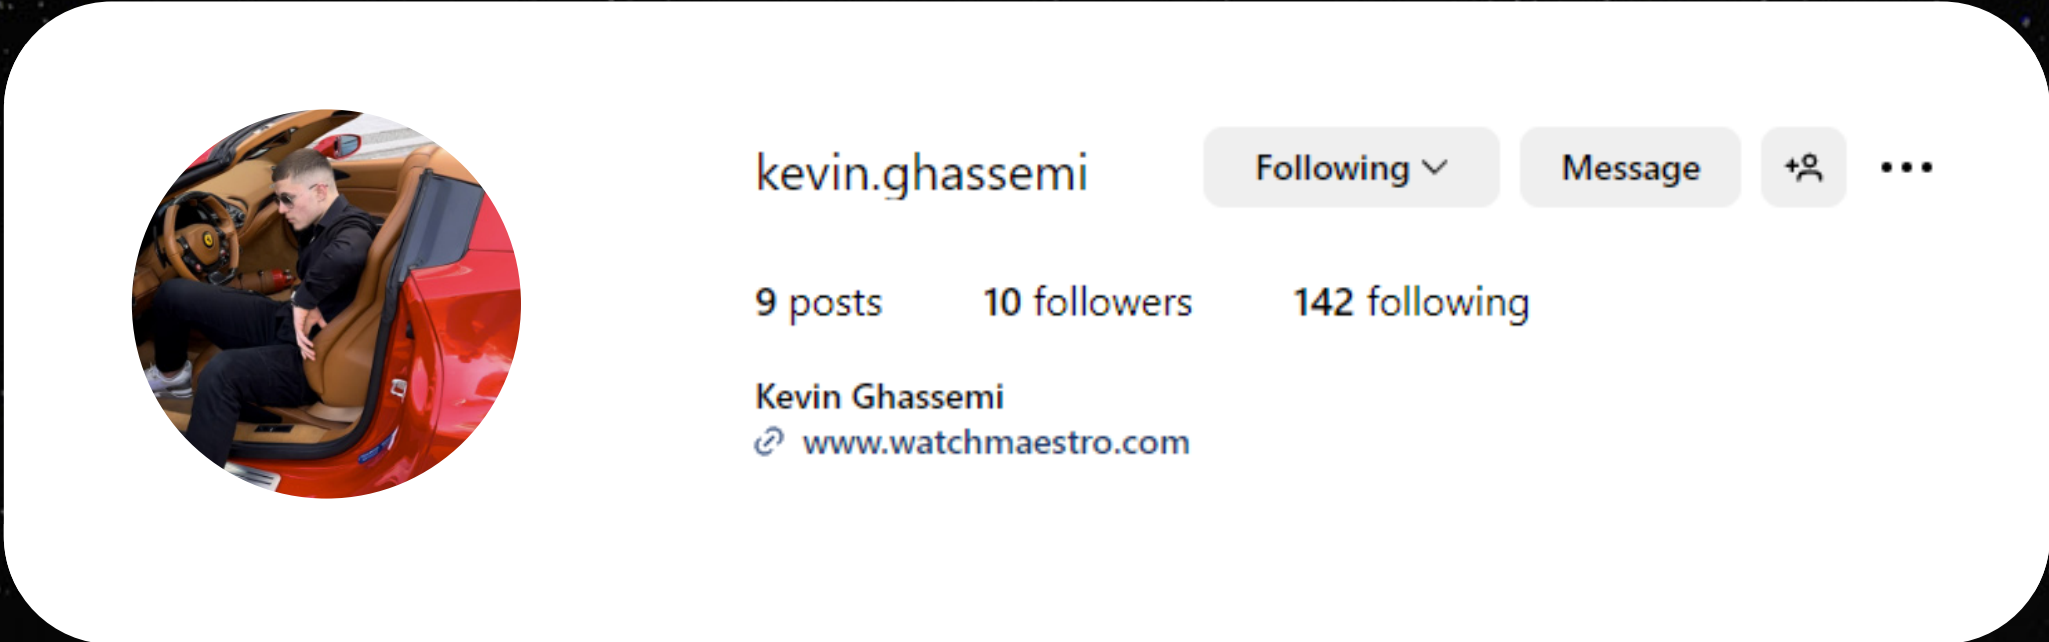 kevin.ghassemi Following Message
9 posts 10 followers 142 following
Kevin Ghassemi
www.watchmaestro.com